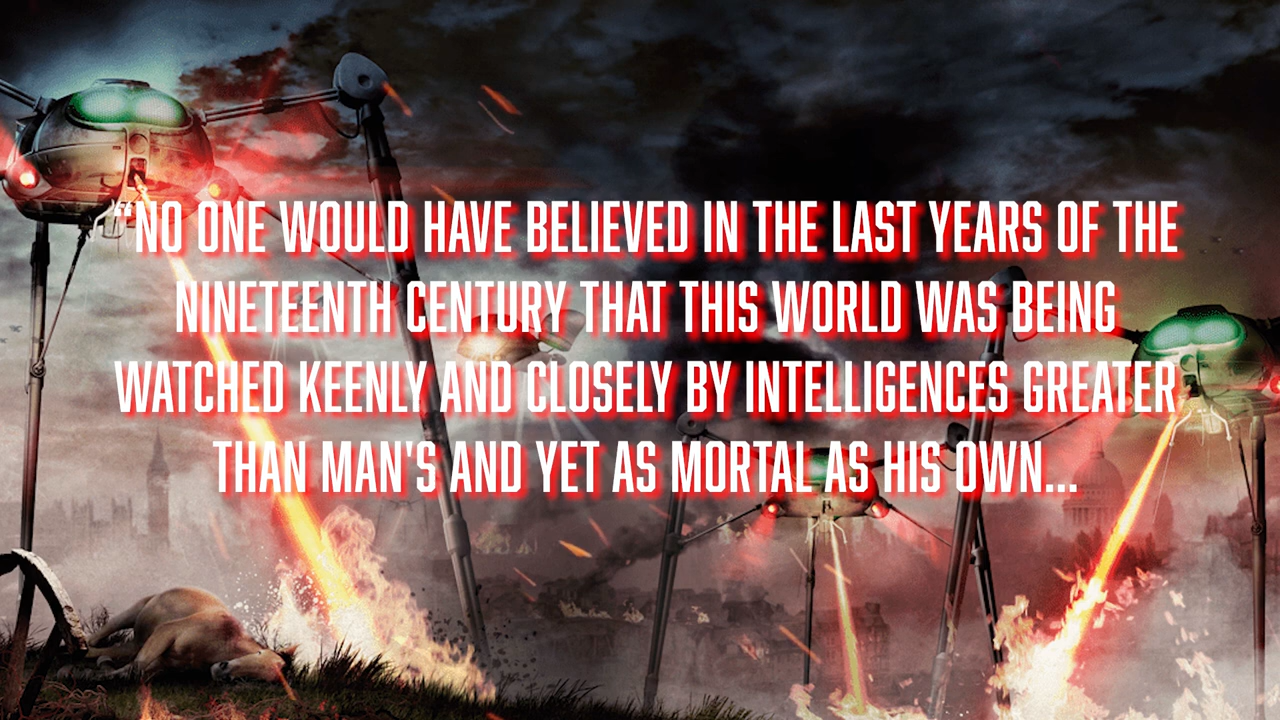 “NO ONE WOULD HAVE BELIEVED IN THE LAST YEARS OF THE
NINETEENTH CENTURY THAT THIS WORLD WAS BEING
WATCHED KEENLY AND CLOSELY BY INTELLIGENCES GREATER
THAN MAN'S AND YET AS MORTAL AS HIS OWN...